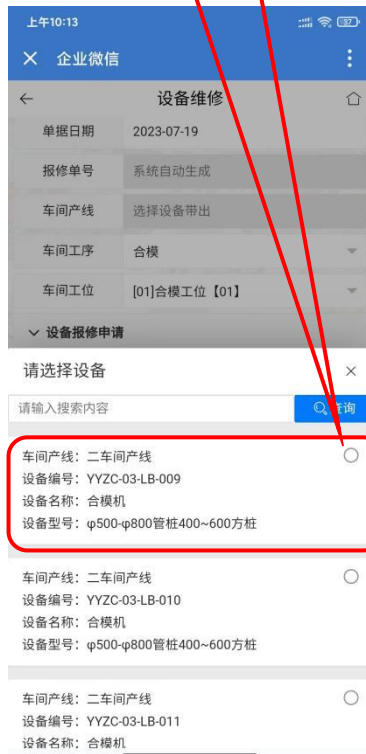 上午10:13
37
企业微信
设备维修
单据日期 2023-07-19
报修单号 系统自动生成
车间产线 选择设备带出
车间工序 合模
车间工位 [01]合模工位【01】
设备报修申请
请选择设备
请输入搜索内容 查询
车间产线：二车间产线
设备编号：YYZC-03-LB-009
设备名称：合模机
设备型号：φ500-φ800管桩400~600方桩
车间产线：二车间产线
设备编号：YYZC-03-LB-010
设备名称：合模机
设备型号：φ500-φ800管桩400~600方桩
车间产线：二车间产线
设备编号：YYZC-03-LB-011
设备名称：合模机